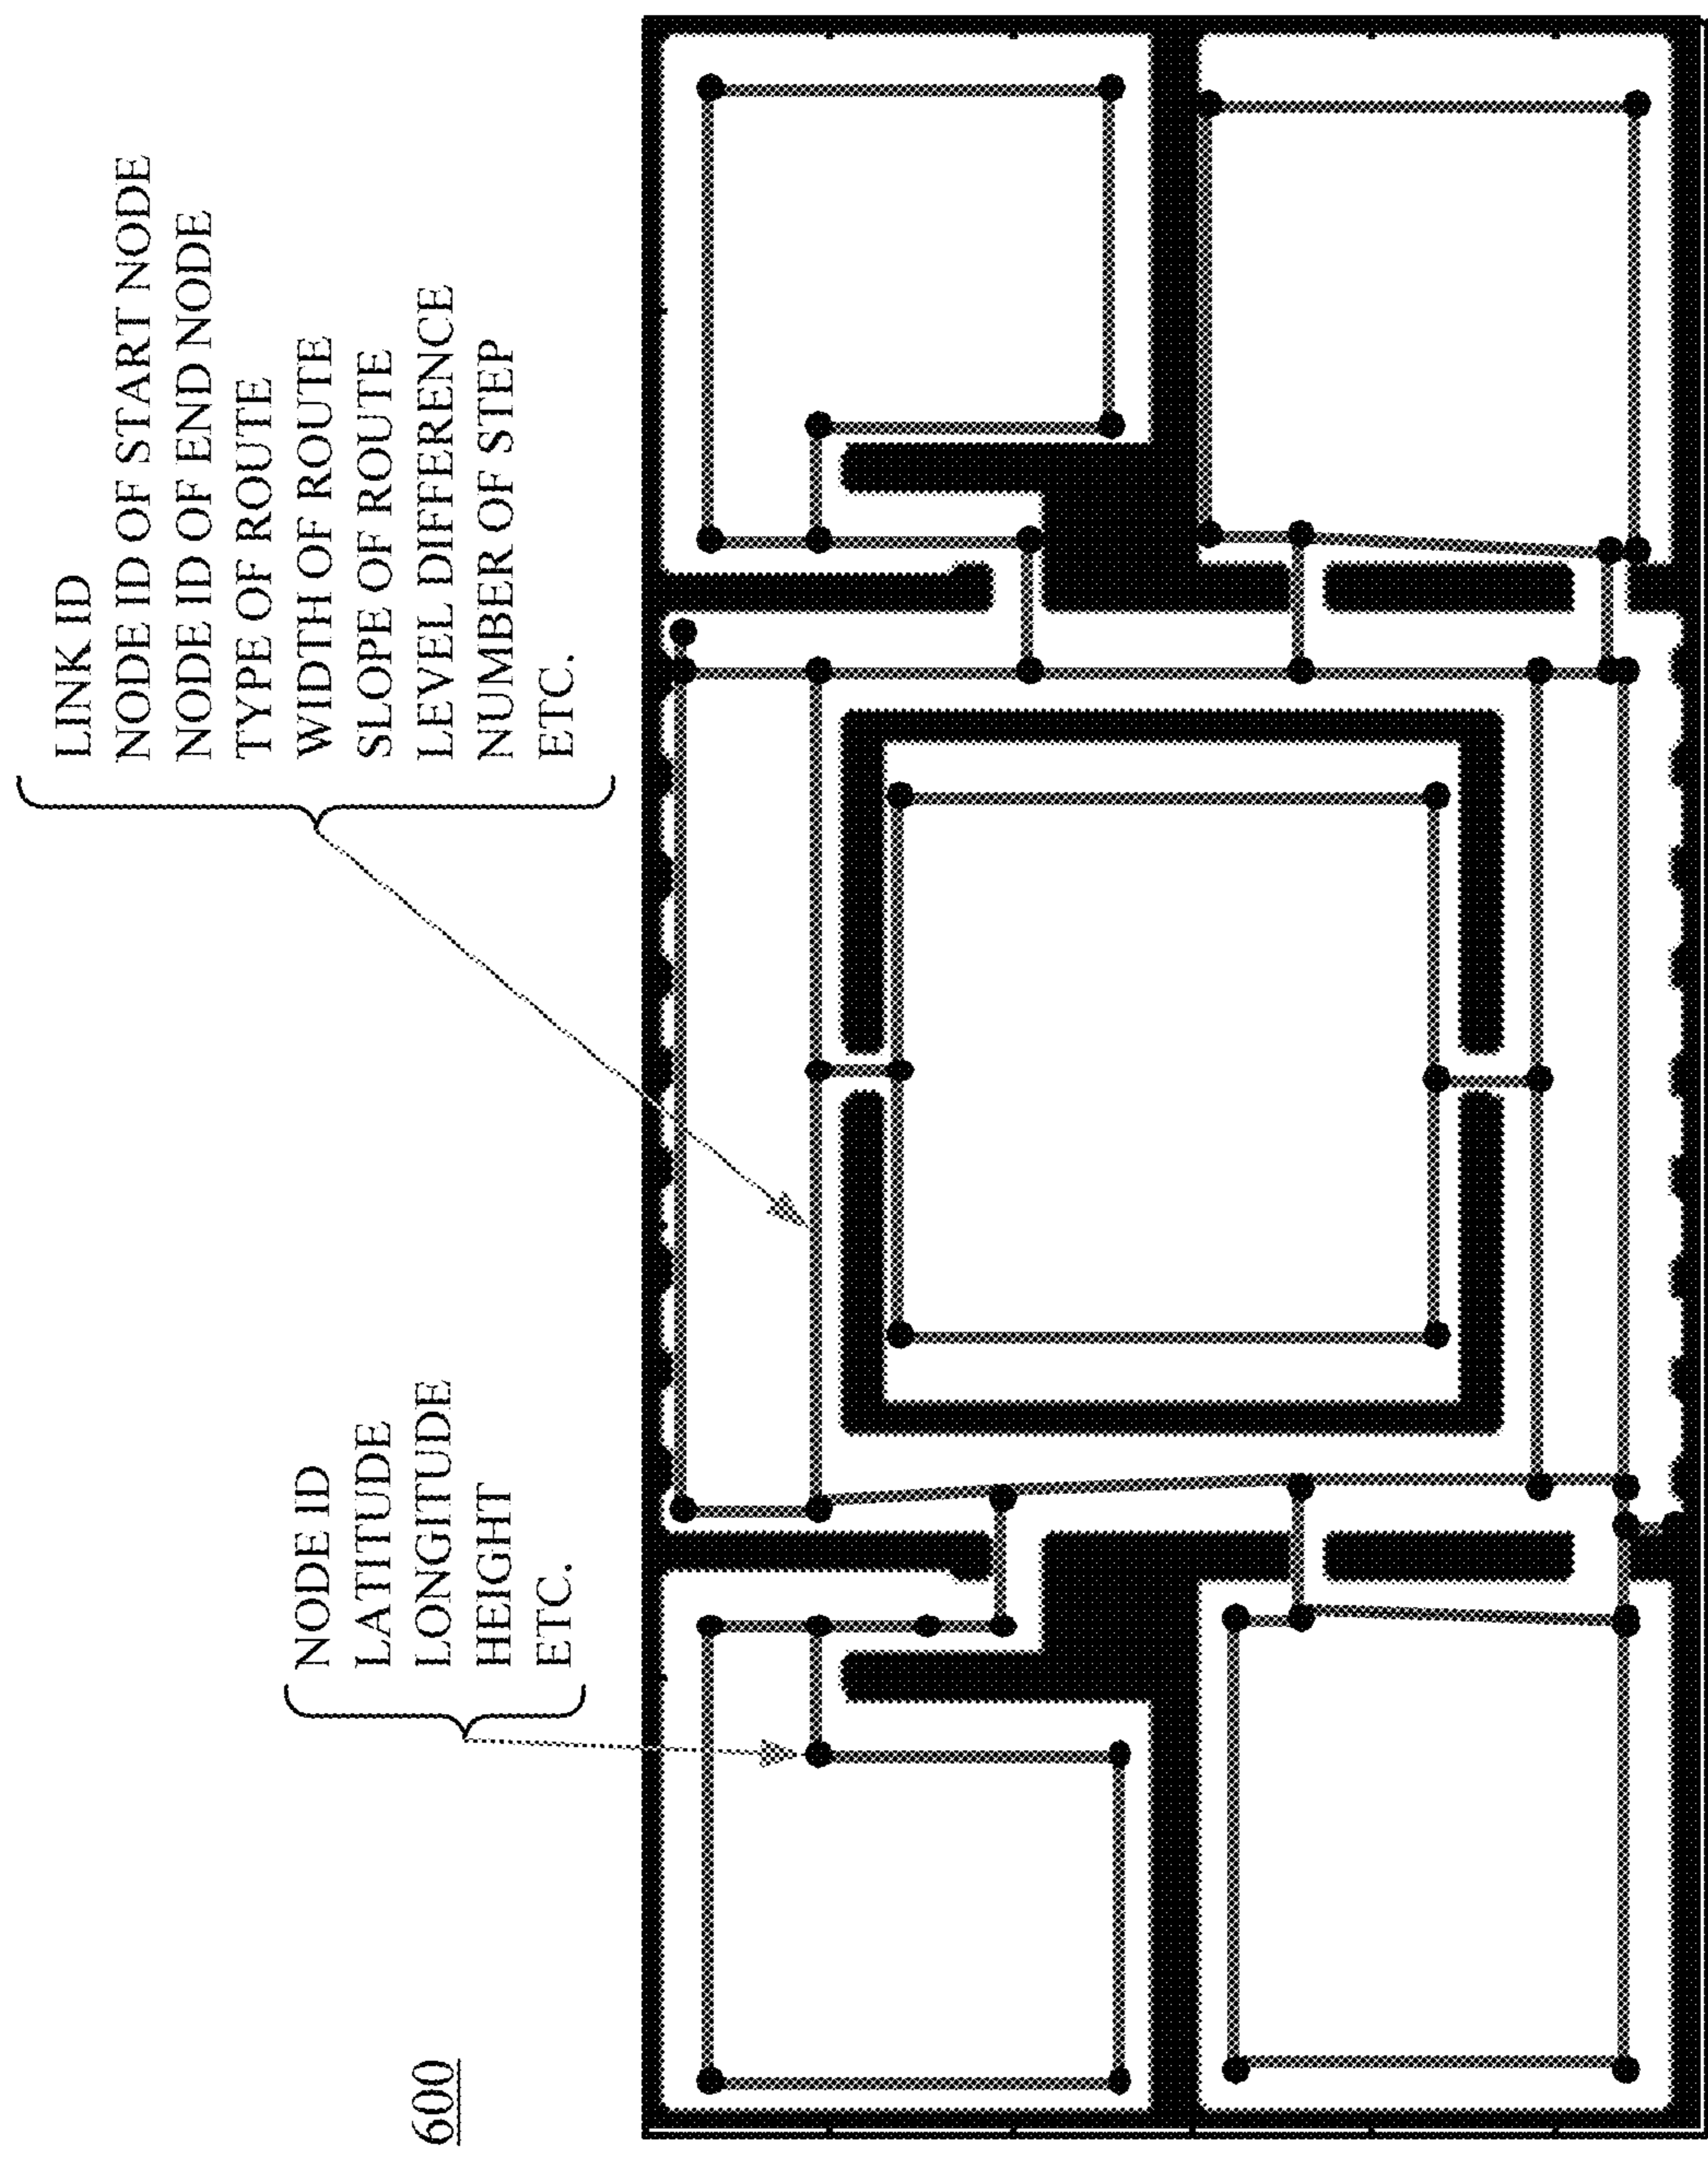 600
NODE ID
LATITUDE
LONGITUDE
HEIGHT
ETC.
LINK ID
NODE ID OF START NODE
NODE ID OF END NODE
TYPE OF ROUTE
WIDTH OF ROUTE
SLOPE OF ROUTE
LEVEL DIFFERENCE
NUMBER OF STEP
ETC.